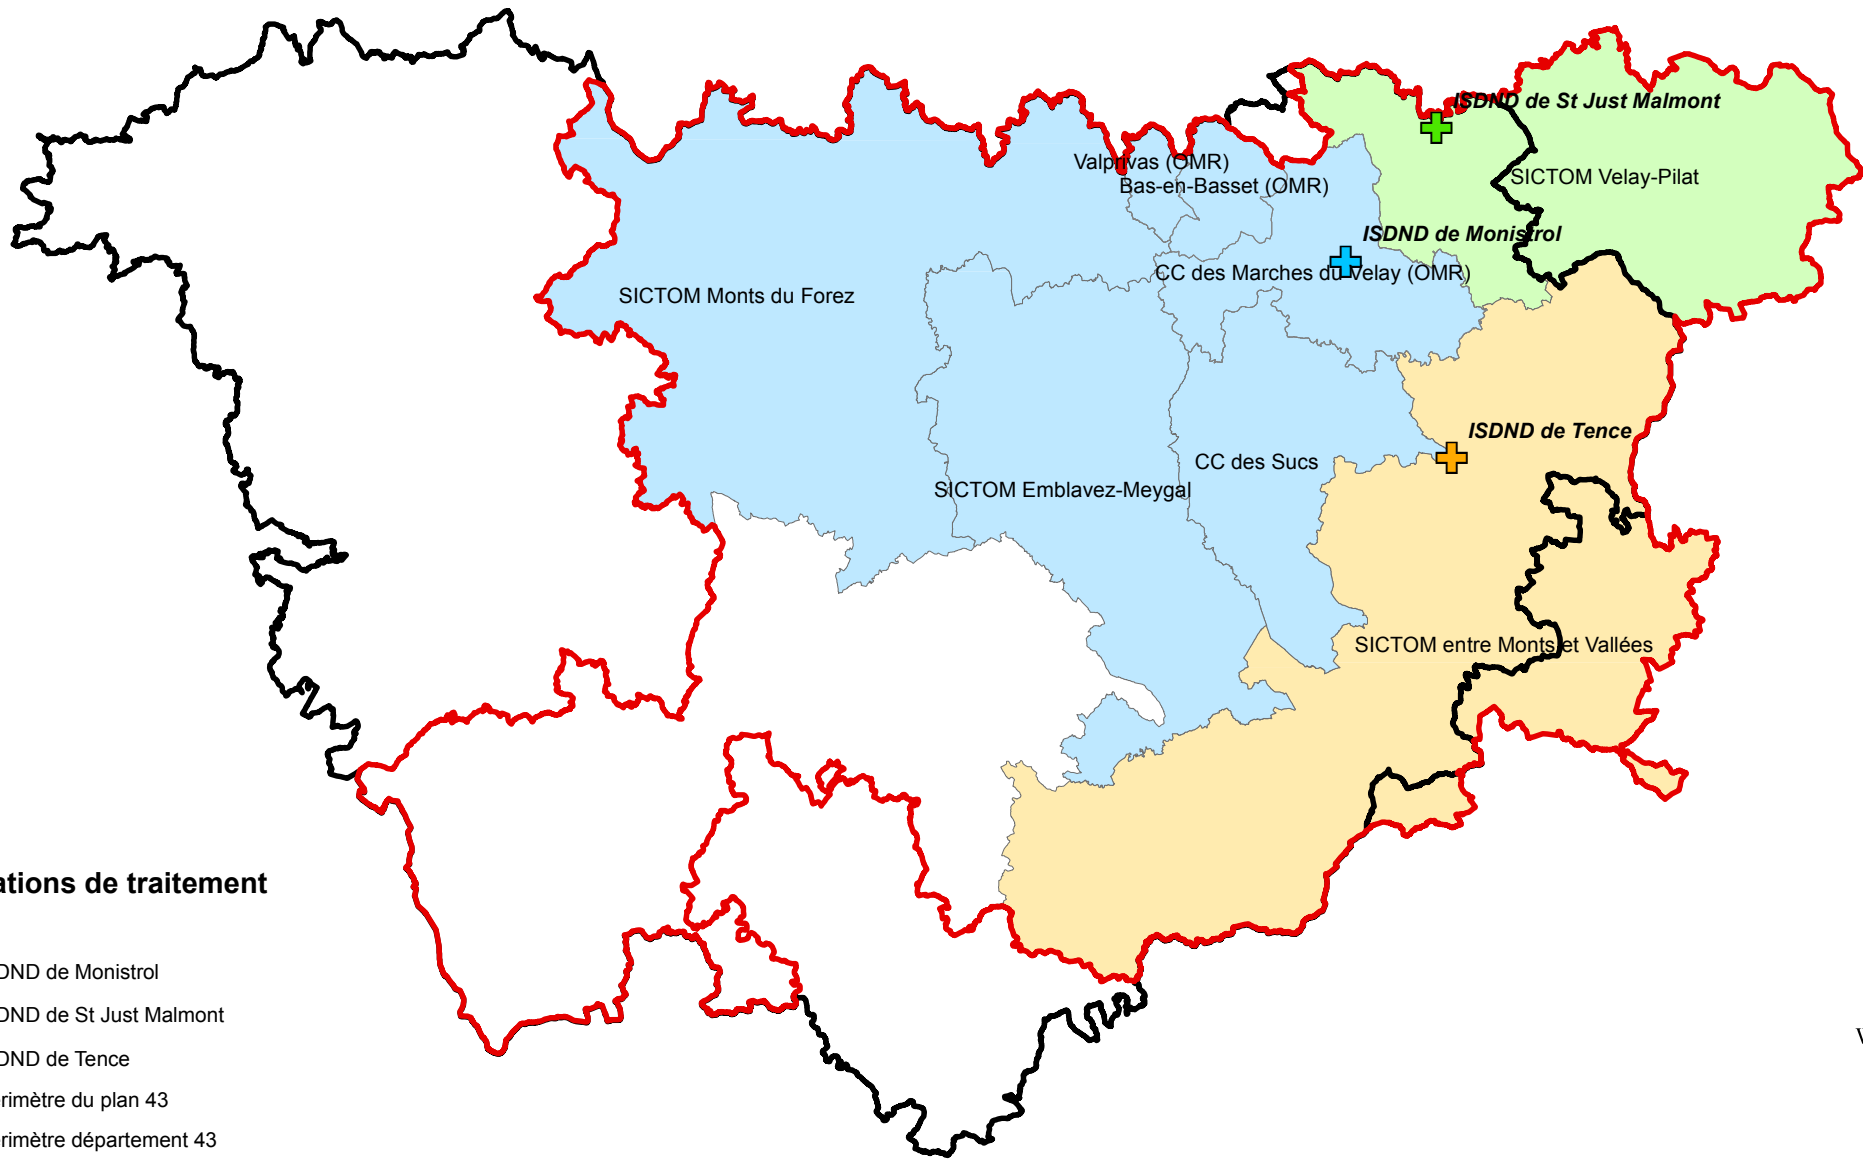 ISDND de St Just Malmont
Valprivas (OMR)
Bas-en-Basset (OMR)
SICTOM Velay-Pilat
ISDND de Monistrol
CC des Marches du Velay (OMR)
SICTOM Monts du Forez
ISDND de Tence
CC des Sucs
SICTOM Emblavez-Meygal
SICTOM entre Monts et Vallées
ations de traitement
DND de Monistrol
DND de St Just Malmont
DND de Tence
rimètre du plan 43
rimètre département 43